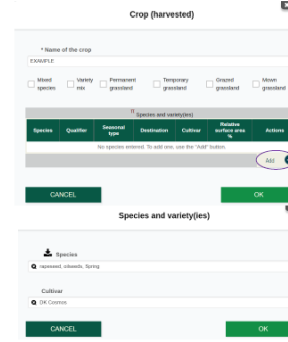 Crop (harvested)
* Name of the crop
EXAMPLE
Mixed species
Variety mix
Permanent grassland
Temporary grassland
Grazed grassland
Mown grassland
Species and variety(ies)
Species Qualifier Seasonal type Destination Cultivar Relative surface area % Actions
No species entered. To add one, use the "Add" button.
Add
CANCEL OK
Species and variety(ies)
Species
rapeseed, oilseeds, Spring
Cultivar
DK Cosmos
CANCEL OK